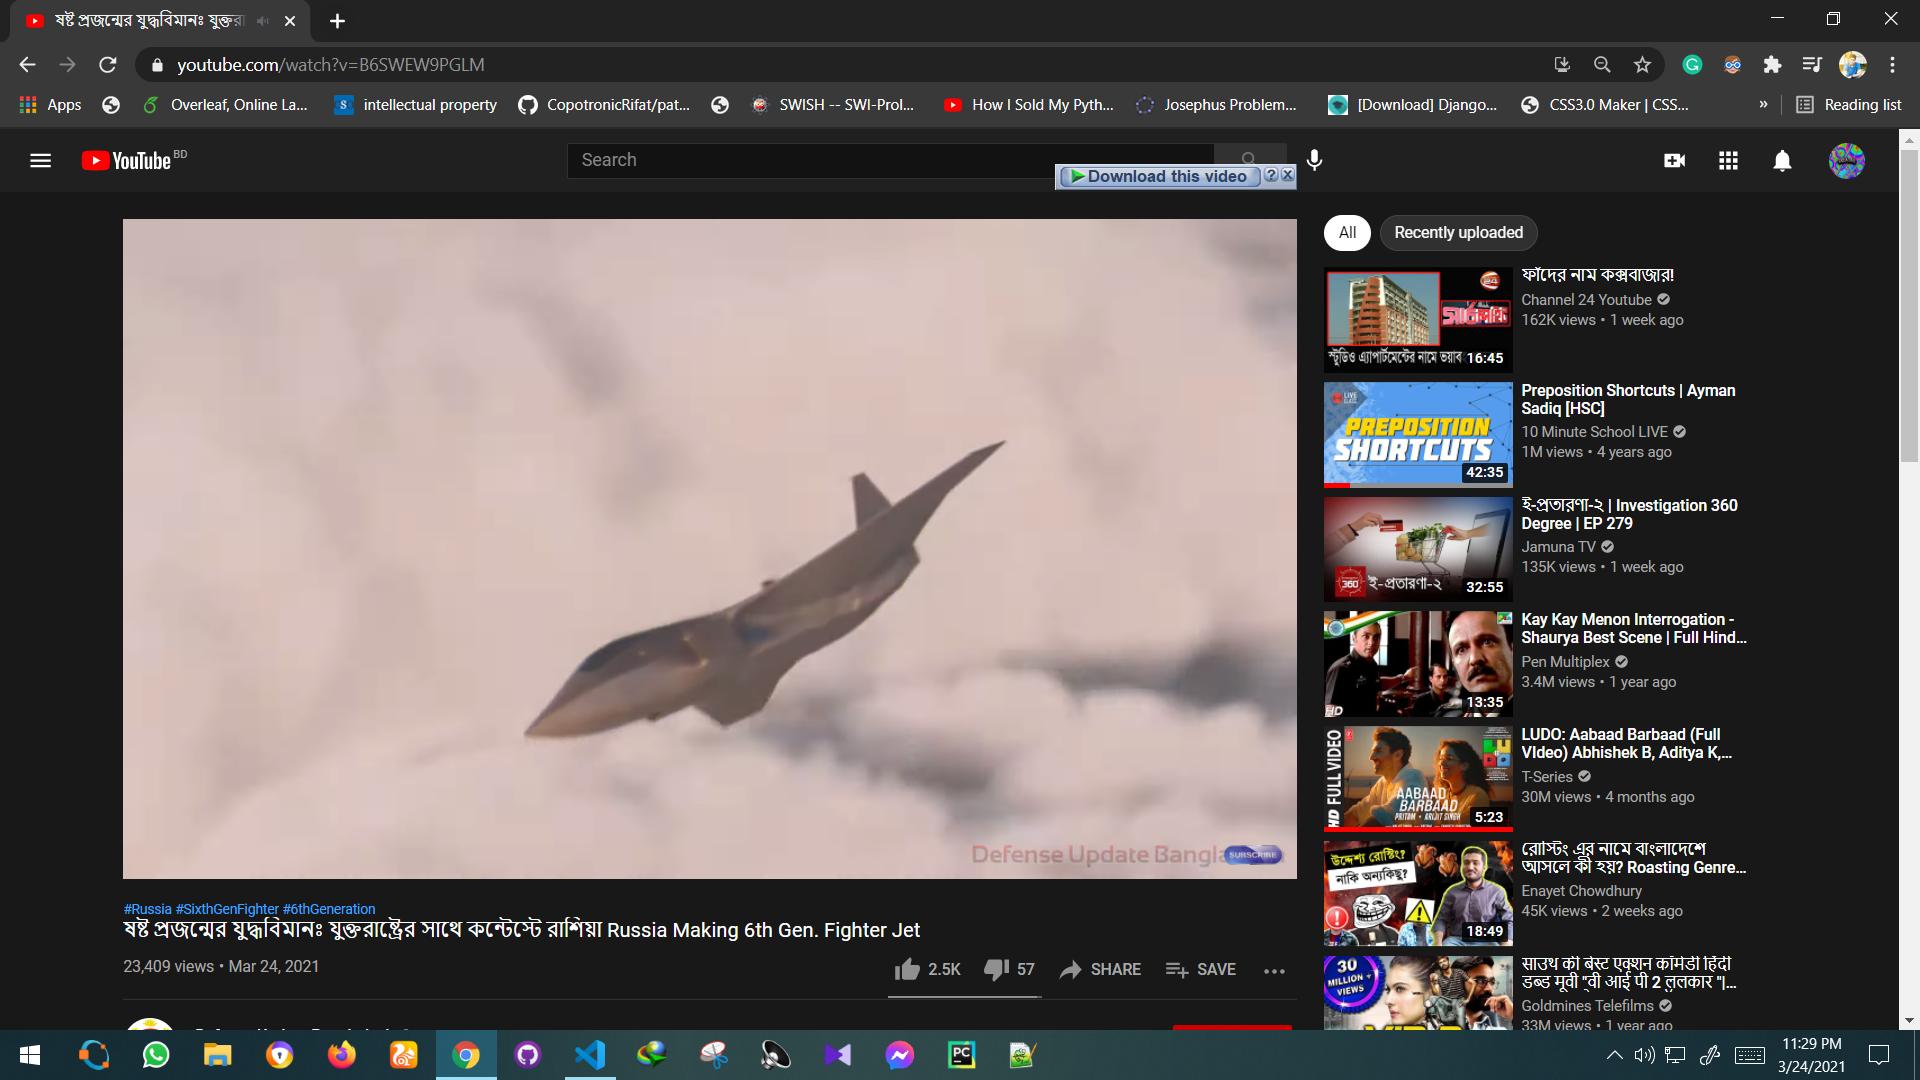 ষষ্ট প্রজন্মের যুদ্ধবিমানঃ যুক্তরা
youtube.com/watch?v=B6SWEW9PGLM
Apps
Overleaf, Online La...
intellectual property
CopotronicRifat/pat...
SWISH -- SWI-Prol...
How I Sold My Pyth...
Josephus Problem...
[Download] Django...
CSS3.0 Maker | CSS...
»
Reading list
YouTube BD
Search
Download this video
All
Recently uploaded
24
সার্চলাইট
স্টুডিও এ্যাপার্টমেন্টের নামে ভয়াব
16:45
ফাঁদের নাম কক্সবাজার!
Channel 24 Youtube
162K views • 1 week ago
LIVE
PREPOSITION
SHORTCUTS
42:35
Preposition Shortcuts | Ayman
Sadiq [HSC]
10 Minute School LIVE
1M views • 4 years ago
360
ই-প্রতারণা-২
32:55
ই-প্রতারণা-২ | Investigation 360
Degree | EP 279
Jamuna TV
135K views • 1 week ago
HD
13:35
Kay Kay Menon Interrogation -
Shaurya Best Scene | Full Hind...
Pen Multiplex
3.4M views • 1 year ago
HD FULL VIDEO
AABAAD
BARBAAD
PRITAM • ARIJIT SINGH
5:23
LUDO: Aabaad Barbaad (Full
VIdeo) Abhishek B, Aditya K,...
T-Series
30M views • 4 months ago
উদ্দেশ্য রোস্টিং?
নাকি অন্যকিছু?
18:49
রোস্টিং এর নামে বাংলাদেশে
আসলে কী হয়? Roasting Genre...
Enayet Chowdhury
45K views • 2 weeks ago
30
MILLION +
VIEWS
साउथ की बेस्ट एक्शन कॉमेडी हिंदी
डब्ड मूवी "वी आई पी 2 लुलकार "|...
Goldmines Telefilms
33M views • 1 year ago
Defense Update Bangla
SUBSCRIBE
#Russia #SixthGenFighter #6thGeneration
ষষ্ট প্রজন্মের যুদ্ধবিমানঃ যুক্তরাষ্ট্রের সাথে কন্টেস্টে রাশিয়া Russia Making 6th Gen. Fighter Jet
23,409 views • Mar 24, 2021
2.5K
57
SHARE
SAVE
11:29 PM
3/24/2021